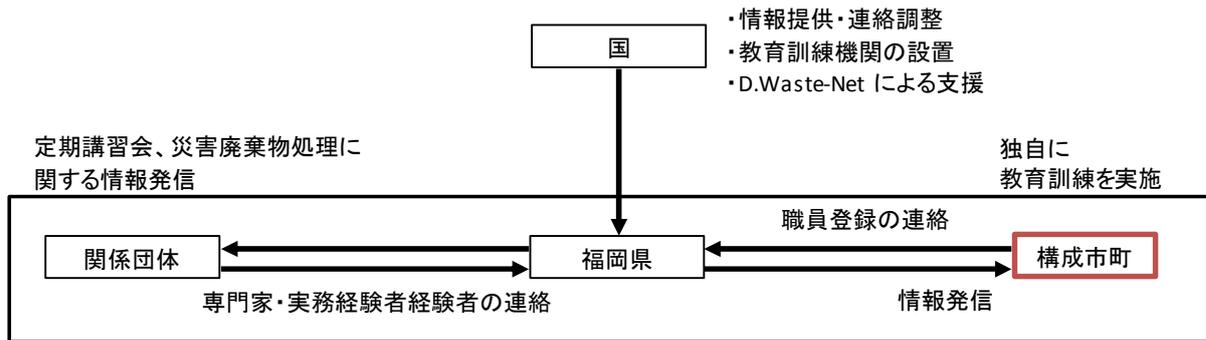 国
・情報提供・連絡調整
・教育訓練機関の設置
・D.Waste-Net による支援
定期講習会、災害廃棄物処理に
関する情報発信
独自に
教育訓練を実施
職員登録の連絡
関係団体
福岡県
構成市町
専門家・実務経験者経験者の連絡
情報発信